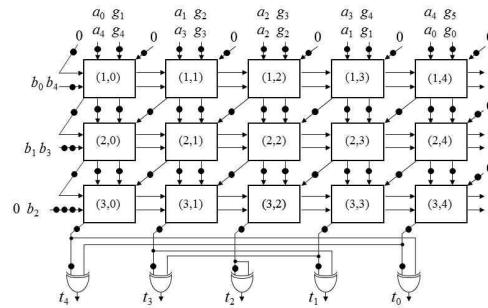 a₀ g₁ a₁ g₂ a₂ g₃ a₃ g₄ a₄ g₅
0 a₄ g₄ 0 a₃ g₃ 0 a₂ g₂ 0 a₁ g₁ 0 a₀ g₀ 0
b₀ b₄ (1,0) (1,1) (1,2) (1,3) (1,4)
0
b₁ b₃ (2,0) (2,1) (2,2) (2,3) (2,4)
0
0 b₂ (3,0) (3,1) (3,2) (3,3) (3,4)
t₄ t₃ t₂ t₁ t₀